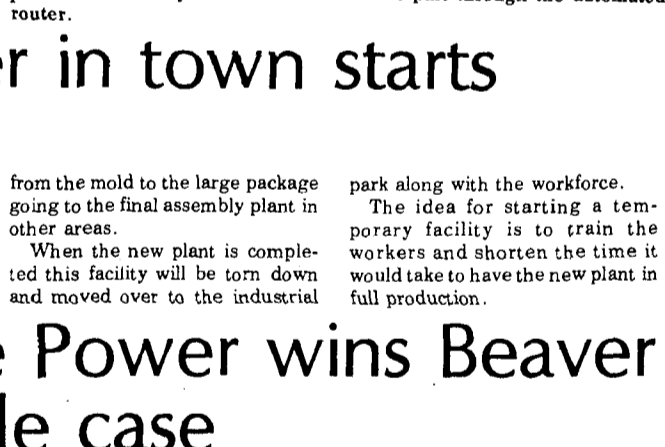 router.
in town starts
from the mold to the large package
going to the final assembly plant in
other areas.
When the new plant is comple-
ted this facility will be torn down
and moved over to the industrial
park along with the workforce.
The idea for starting a tem-
porary facility is to train the
workers and shorten the time it
would take to have the new plant in
full production.
Power wins Beaver
case